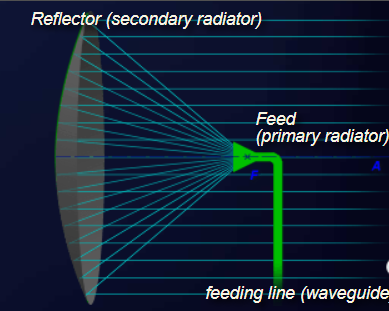 Reflector (secondary radiator)
Feed
(primary radiator)
F
A
feeding line (waveguide